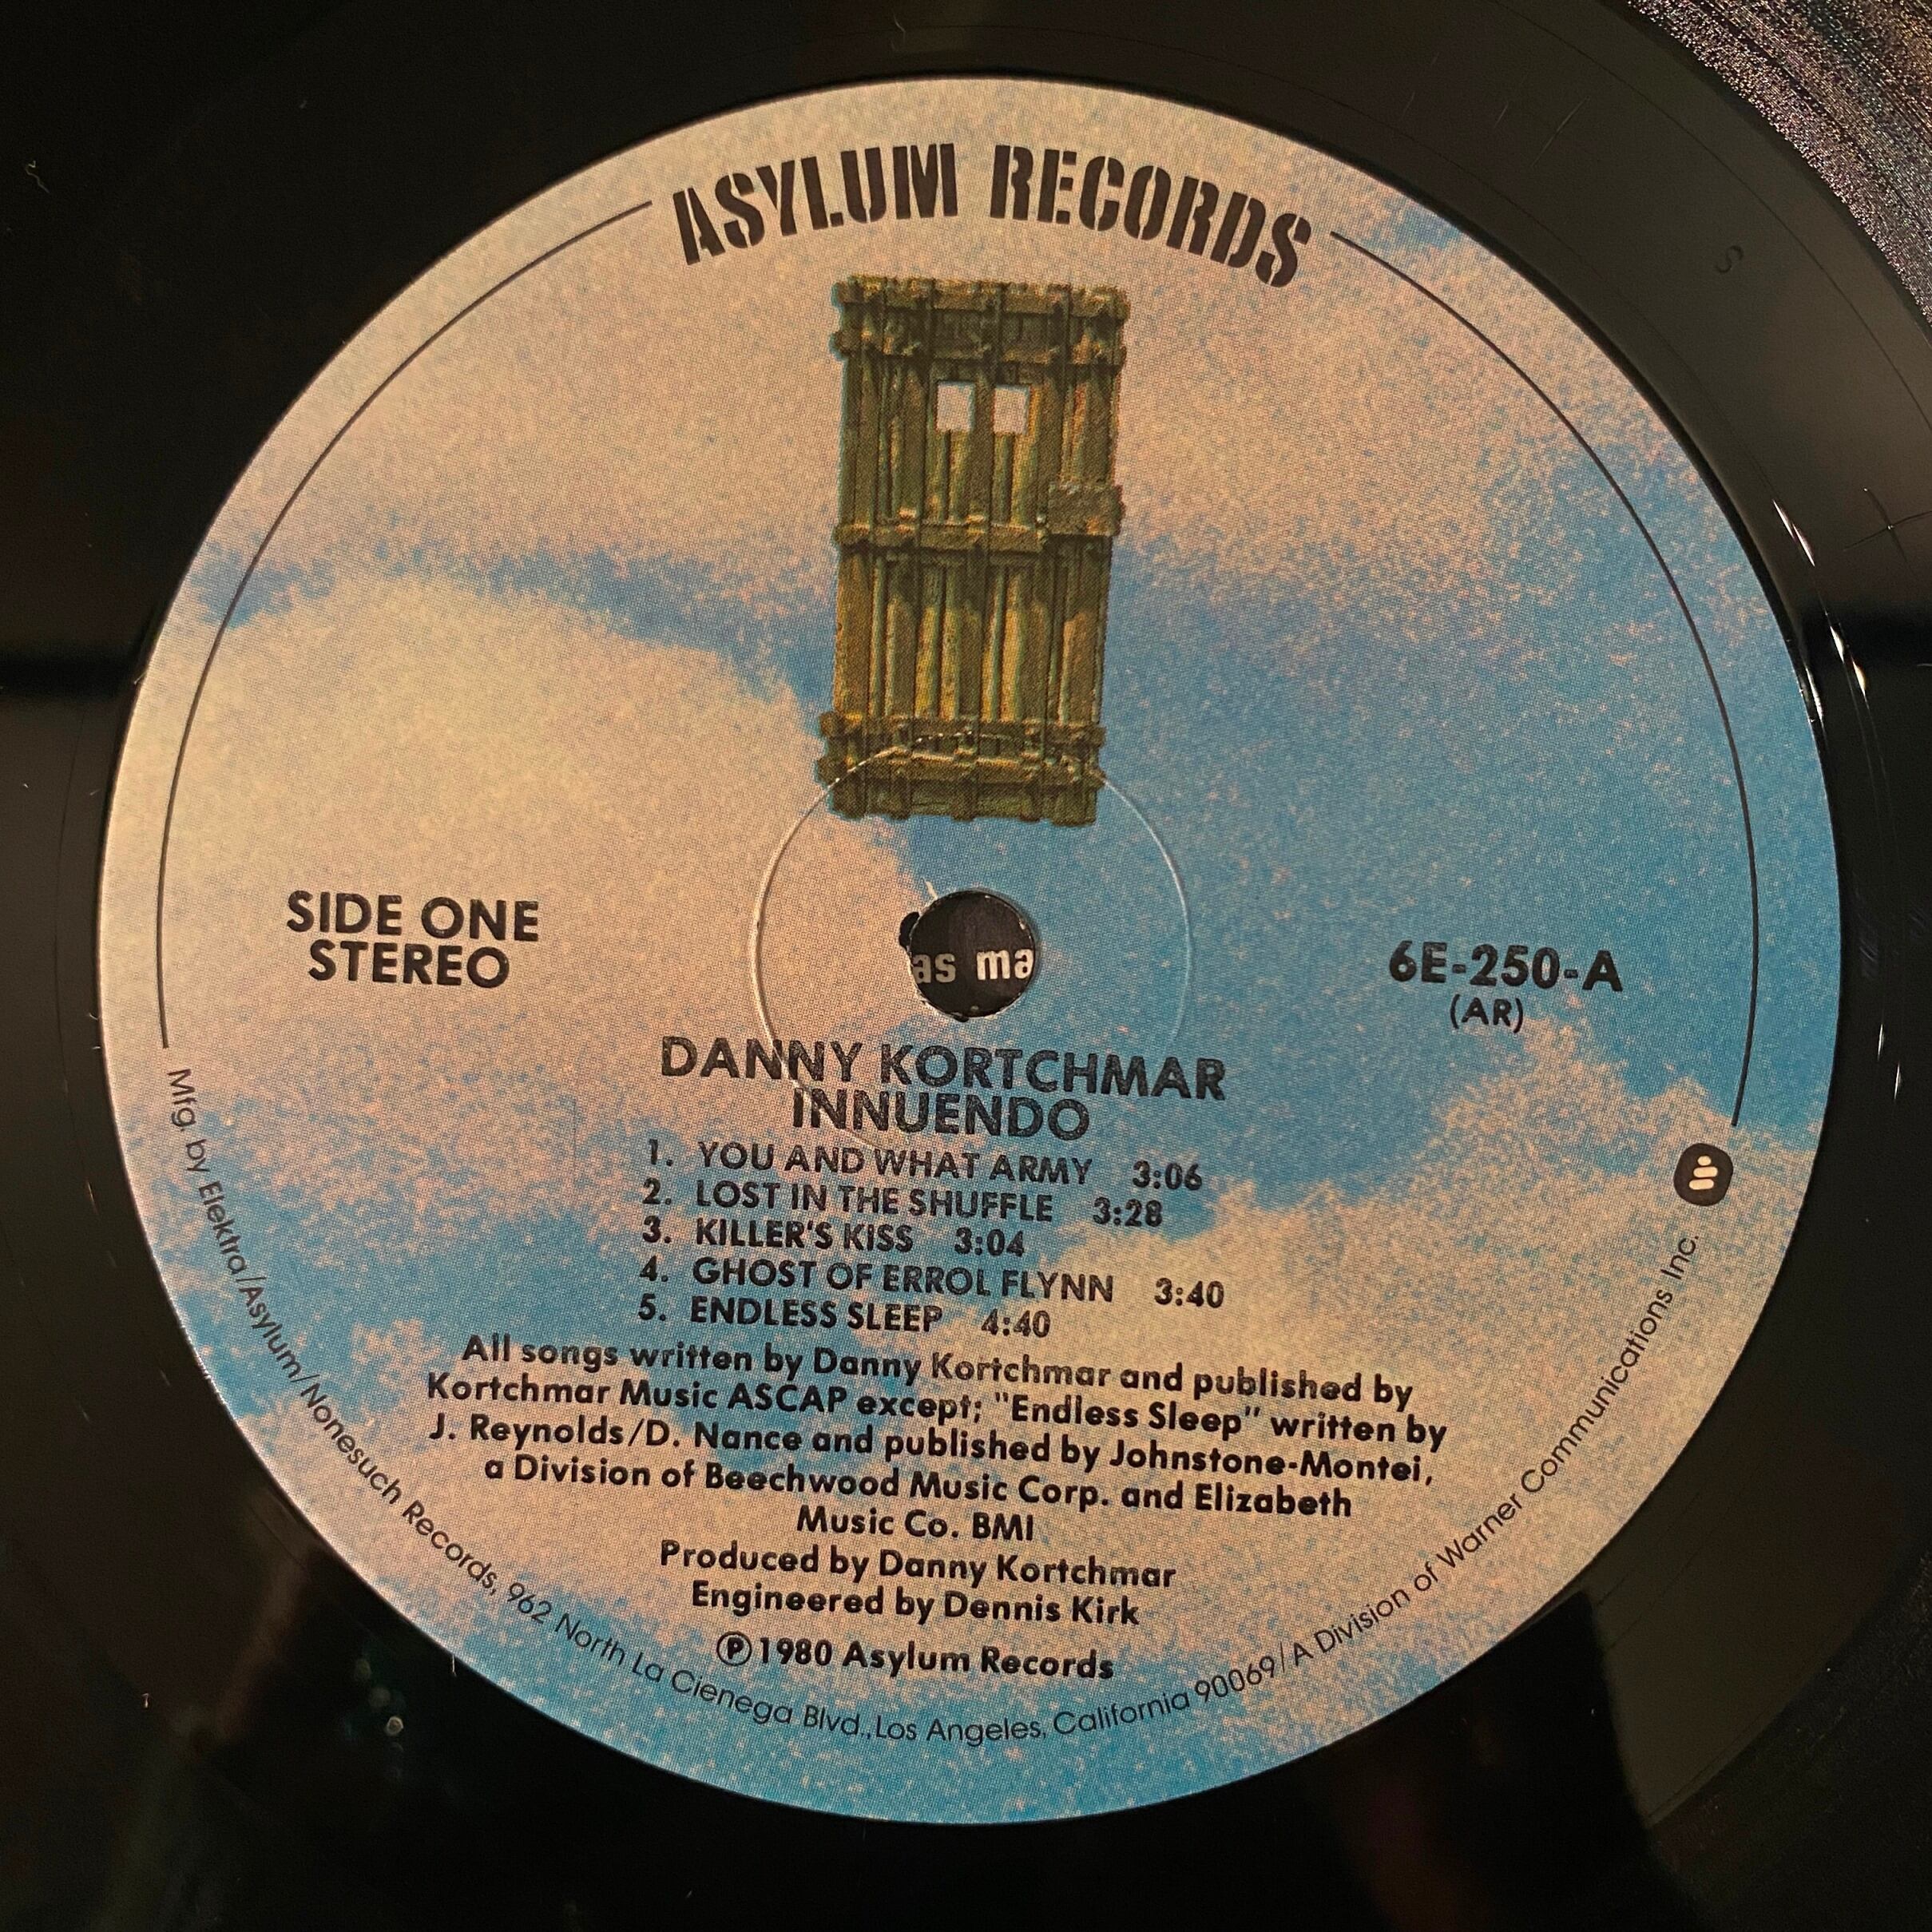 ASYLUM RECORDS
SIDE ONE
STEREO
as ma
6E-250-A
(AR)
DANNY KORTCHMAR
INNUENDO
1. YOU AND WHAT ARMY 3:06
2. LOST IN THE SHUFFLE 3:28
3. KILLER'S KISS 3:04
4. GHOST OF ERROL FLYNN 3:40
5. ENDLESS SLEEP 4:40
All songs written by Danny Kortchmar and published by
Kortchmar Music ASCAP except; "Endless Sleep" written by
J. Reynolds/D. Nance and published by Johnstone-Montei,
a Division of Beechwood Music Corp. and Elizabeth
Music Co. BMI
Produced by Danny Kortchmar
Engineered by Dennis Kirk
Ⓟ1980 Asylum Records
Mfg. by Elektra/Asylum/Nonesuch Records, 962 North La Cienega Blvd., Los Angeles, California 90069/A Division of Warner Communications Inc.
S